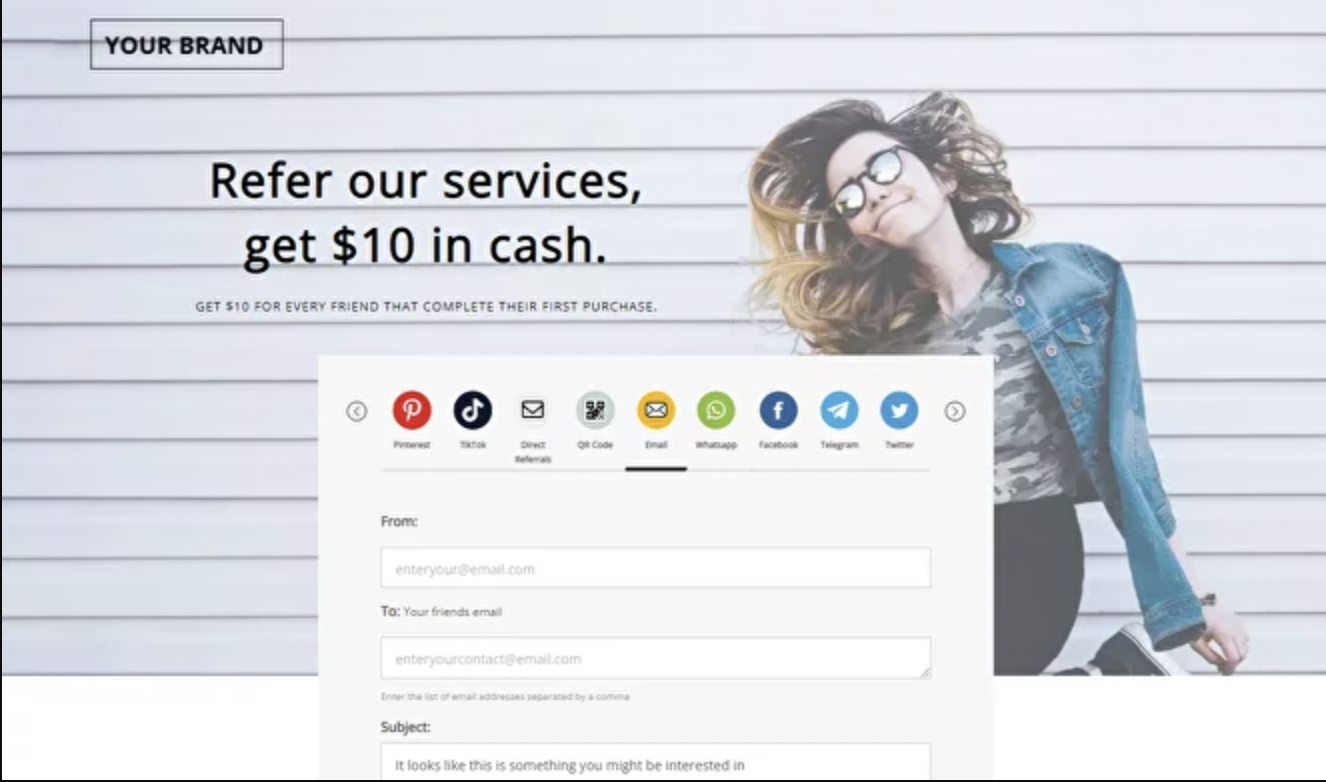 YOUR BRAND
Refer our services,
get $10 in cash.
GET $10 FOR EVERY FRIEND THAT COMPLETE THEIR FIRST PURCHASE.
Pinterest TikTok Direct QR Code Email Whatsapp Facebook Telegram Twitter
Referrals
From:
enteryour@email.com
To: Your friends email
enteryourcontact@email.com
Enter the list of email addresses separated by a comma
Subject:
It looks like this is something you might be interested in